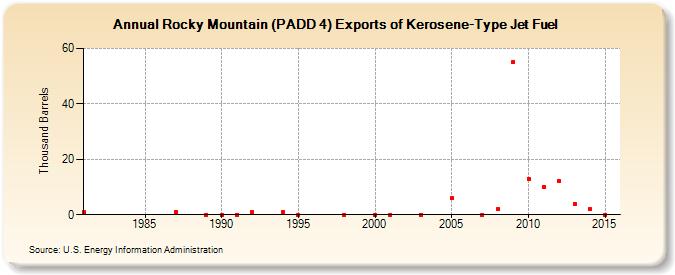 Annual Rocky Mountain (PADD 4) Exports of Kerosene-Type Jet Fuel
Thousand Barrels
60
40
20
0
1985 1990 1995 2000 2005 2010 2015
Source: U.S. Energy Information Administration